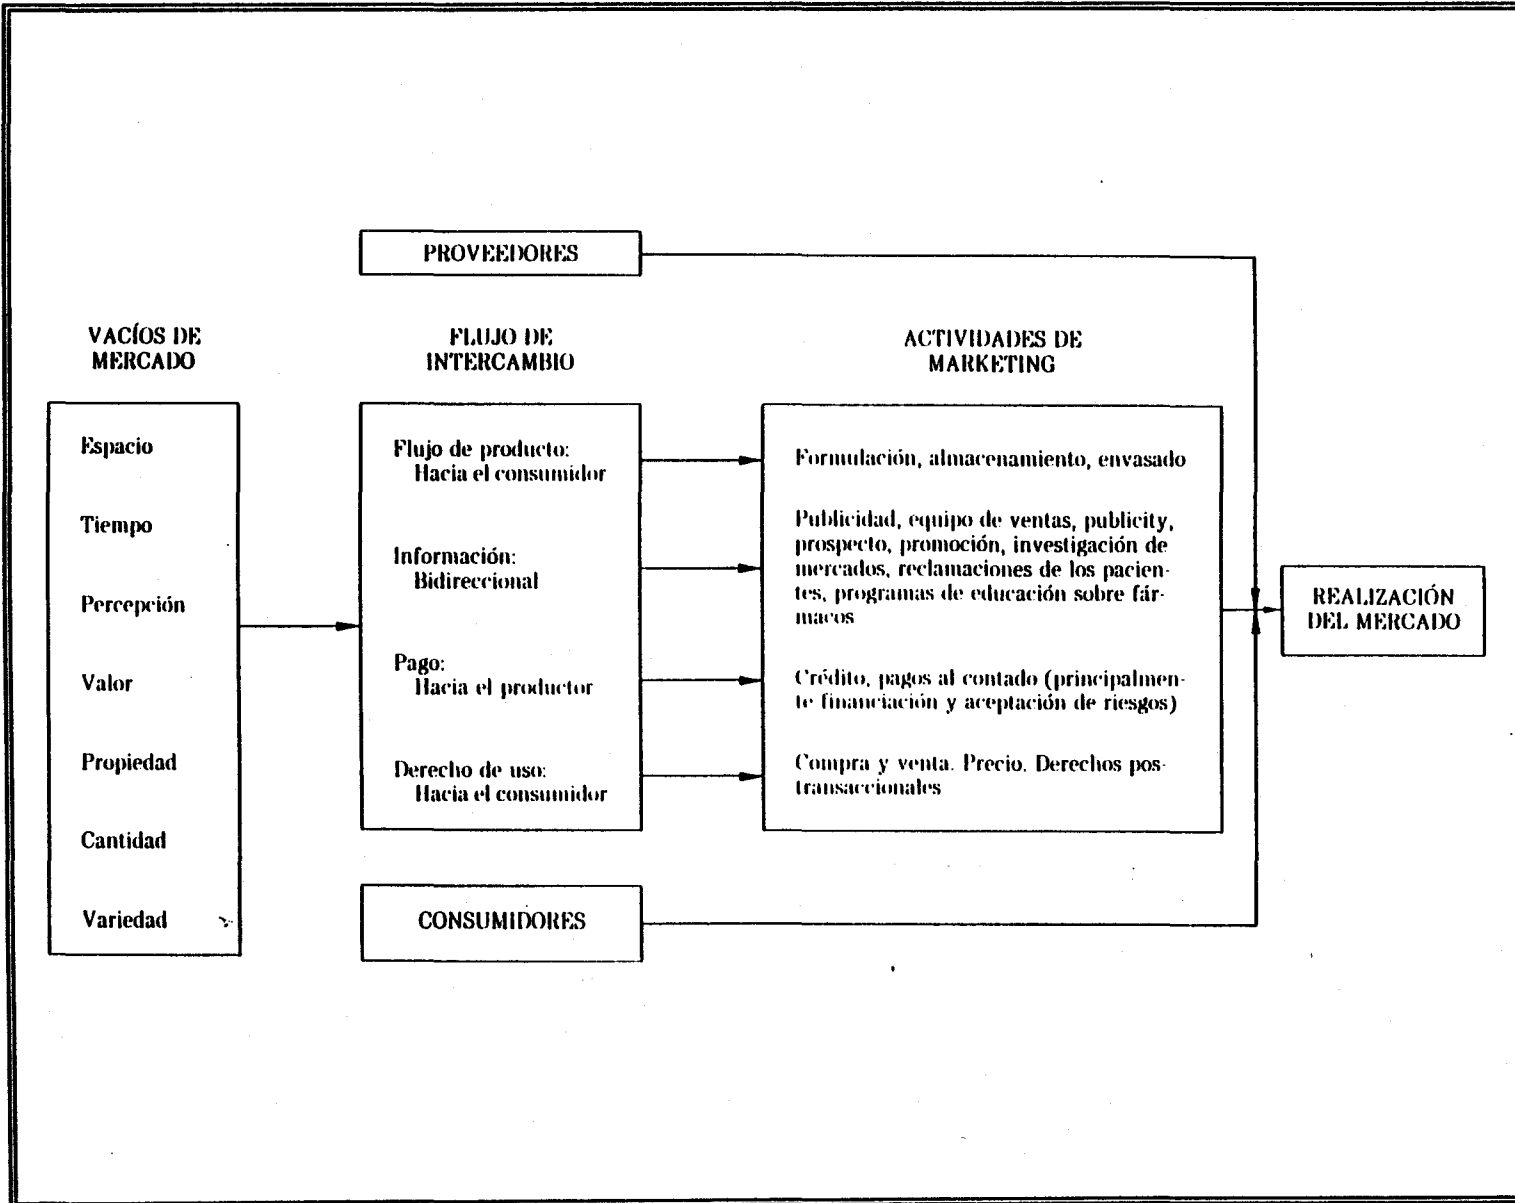 PROVEEDORES
VACÍOS DE
MERCADO
FLUJO DE
INTERCAMBIO
ACTIVIDADES DE
MARKETING
Espacio
Tiempo
Percepción
Valor
Propiedad
Cantidad
Variedad
Flujo de producto:
Hacia el consumidor
Información:
Bidireccional
Pago:
Hacia el productor
Derecho de uso:
Hacia el consumidor
Formulación, almacenamiento, envasado
Publicidad, equipo de ventas, publicity,
prospecto, promoción, investigación de
mercados, reclamaciones de los pacien-
tes, programas de educación sobre fár-
macos
Crédito, pagos al contado (principalmen-
te financiación y aceptación de riesgos)
Compra y venta. Precio. Derechos pos-
transaccionales
REALIZACIÓN
DEL MERCADO
CONSUMIDORES